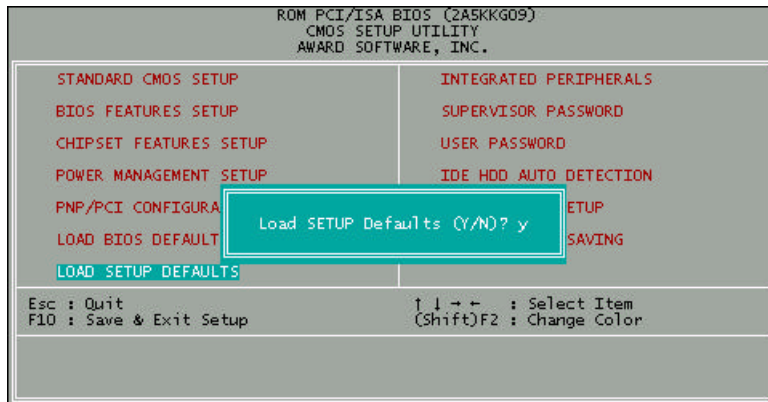 ROM PCI/ISA BIOS (2A5KKG09)
CMOS SETUP UTILITY
AWARD SOFTWARE, INC.
STANDARD CMOS SETUP
BIOS FEATURES SETUP
CHIPSET FEATURES SETUP
POWER MANAGEMENT SETUP
PNP/PCI CONFIGURA
LOAD BIOS DEFAULT
LOAD SETUP DEFAULTS
INTEGRATED PERIPHERALS
SUPERVISOR PASSWORD
USER PASSWORD
IDE HDD AUTO DETECTION
ETUP
SAVING
Load SETUP Defaults (Y/N)? y
Esc : Quit
F10 : Save & Exit Setup
↑ ↓ → ← : Select Item
(Shift)F2 : Change Color